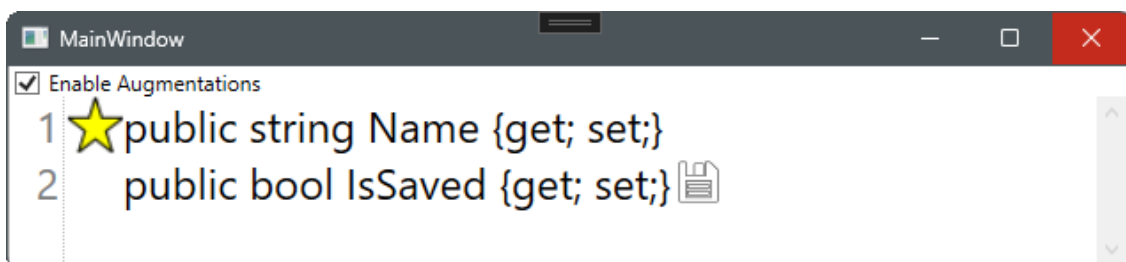 MainWindow
Enable Augmentations
1 public string Name {get; set;}
2 public bool IsSaved {get; set;}